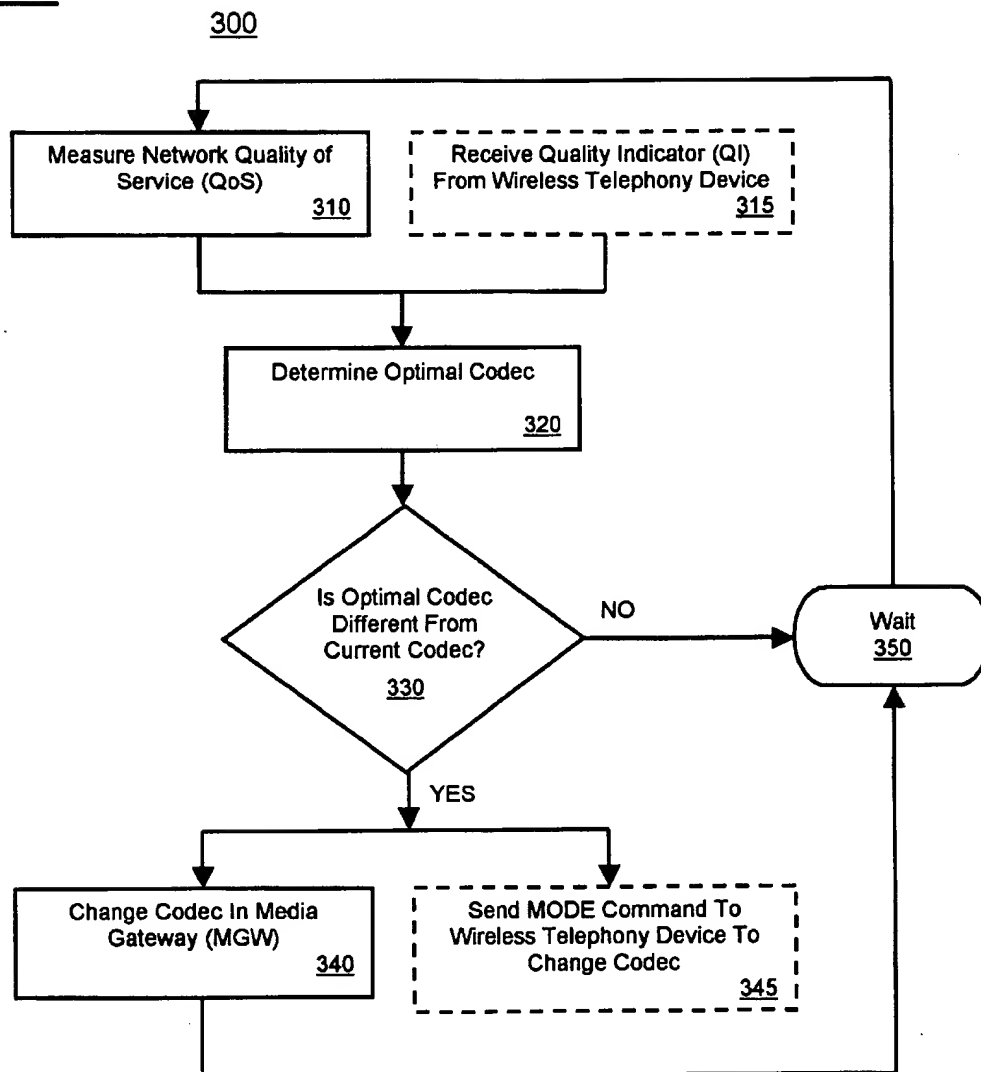 300
Measure Network Quality of
Service (QoS)
310
Receive Quality Indicator (QI)
From Wireless Telephony Device
315
Determine Optimal Codec
320
Is Optimal Codec
Different From
Current Codec?
330
NO
Wait
350
YES
Change Codec In Media
Gateway (MGW)
340
Send MODE Command To
Wireless Telephony Device To
Change Codec
345